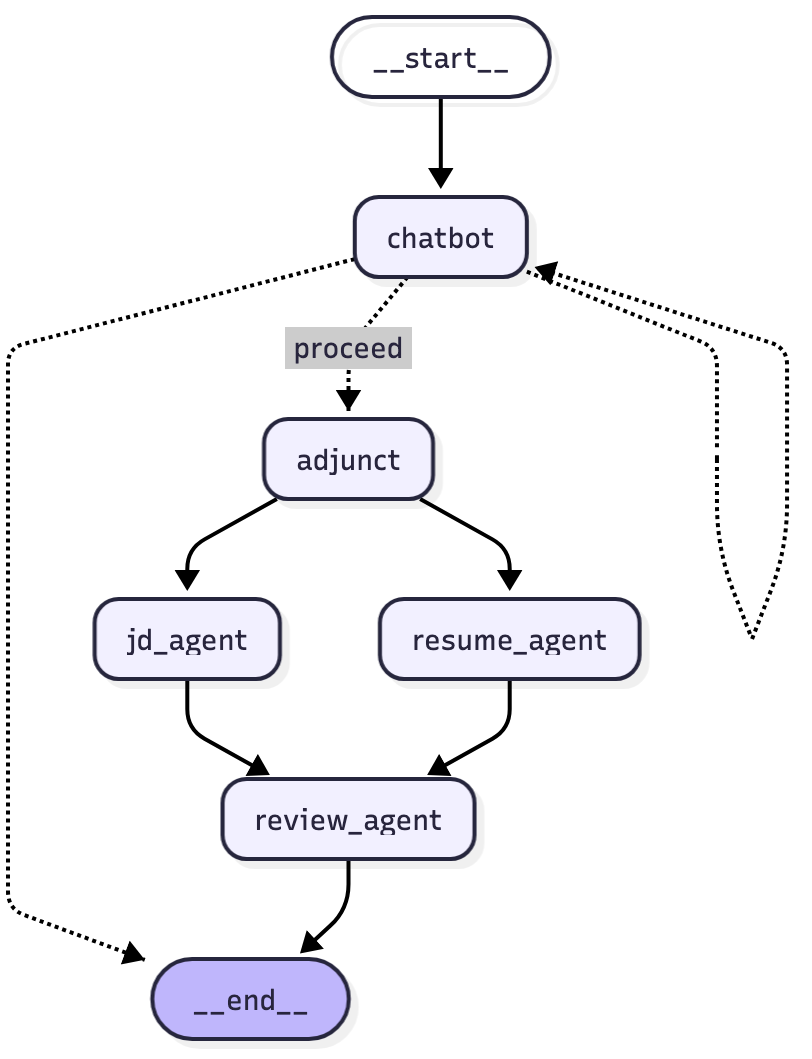 __start__
chatbot
proceed
adjunct
jd_agent
resume_agent
review_agent
__end__